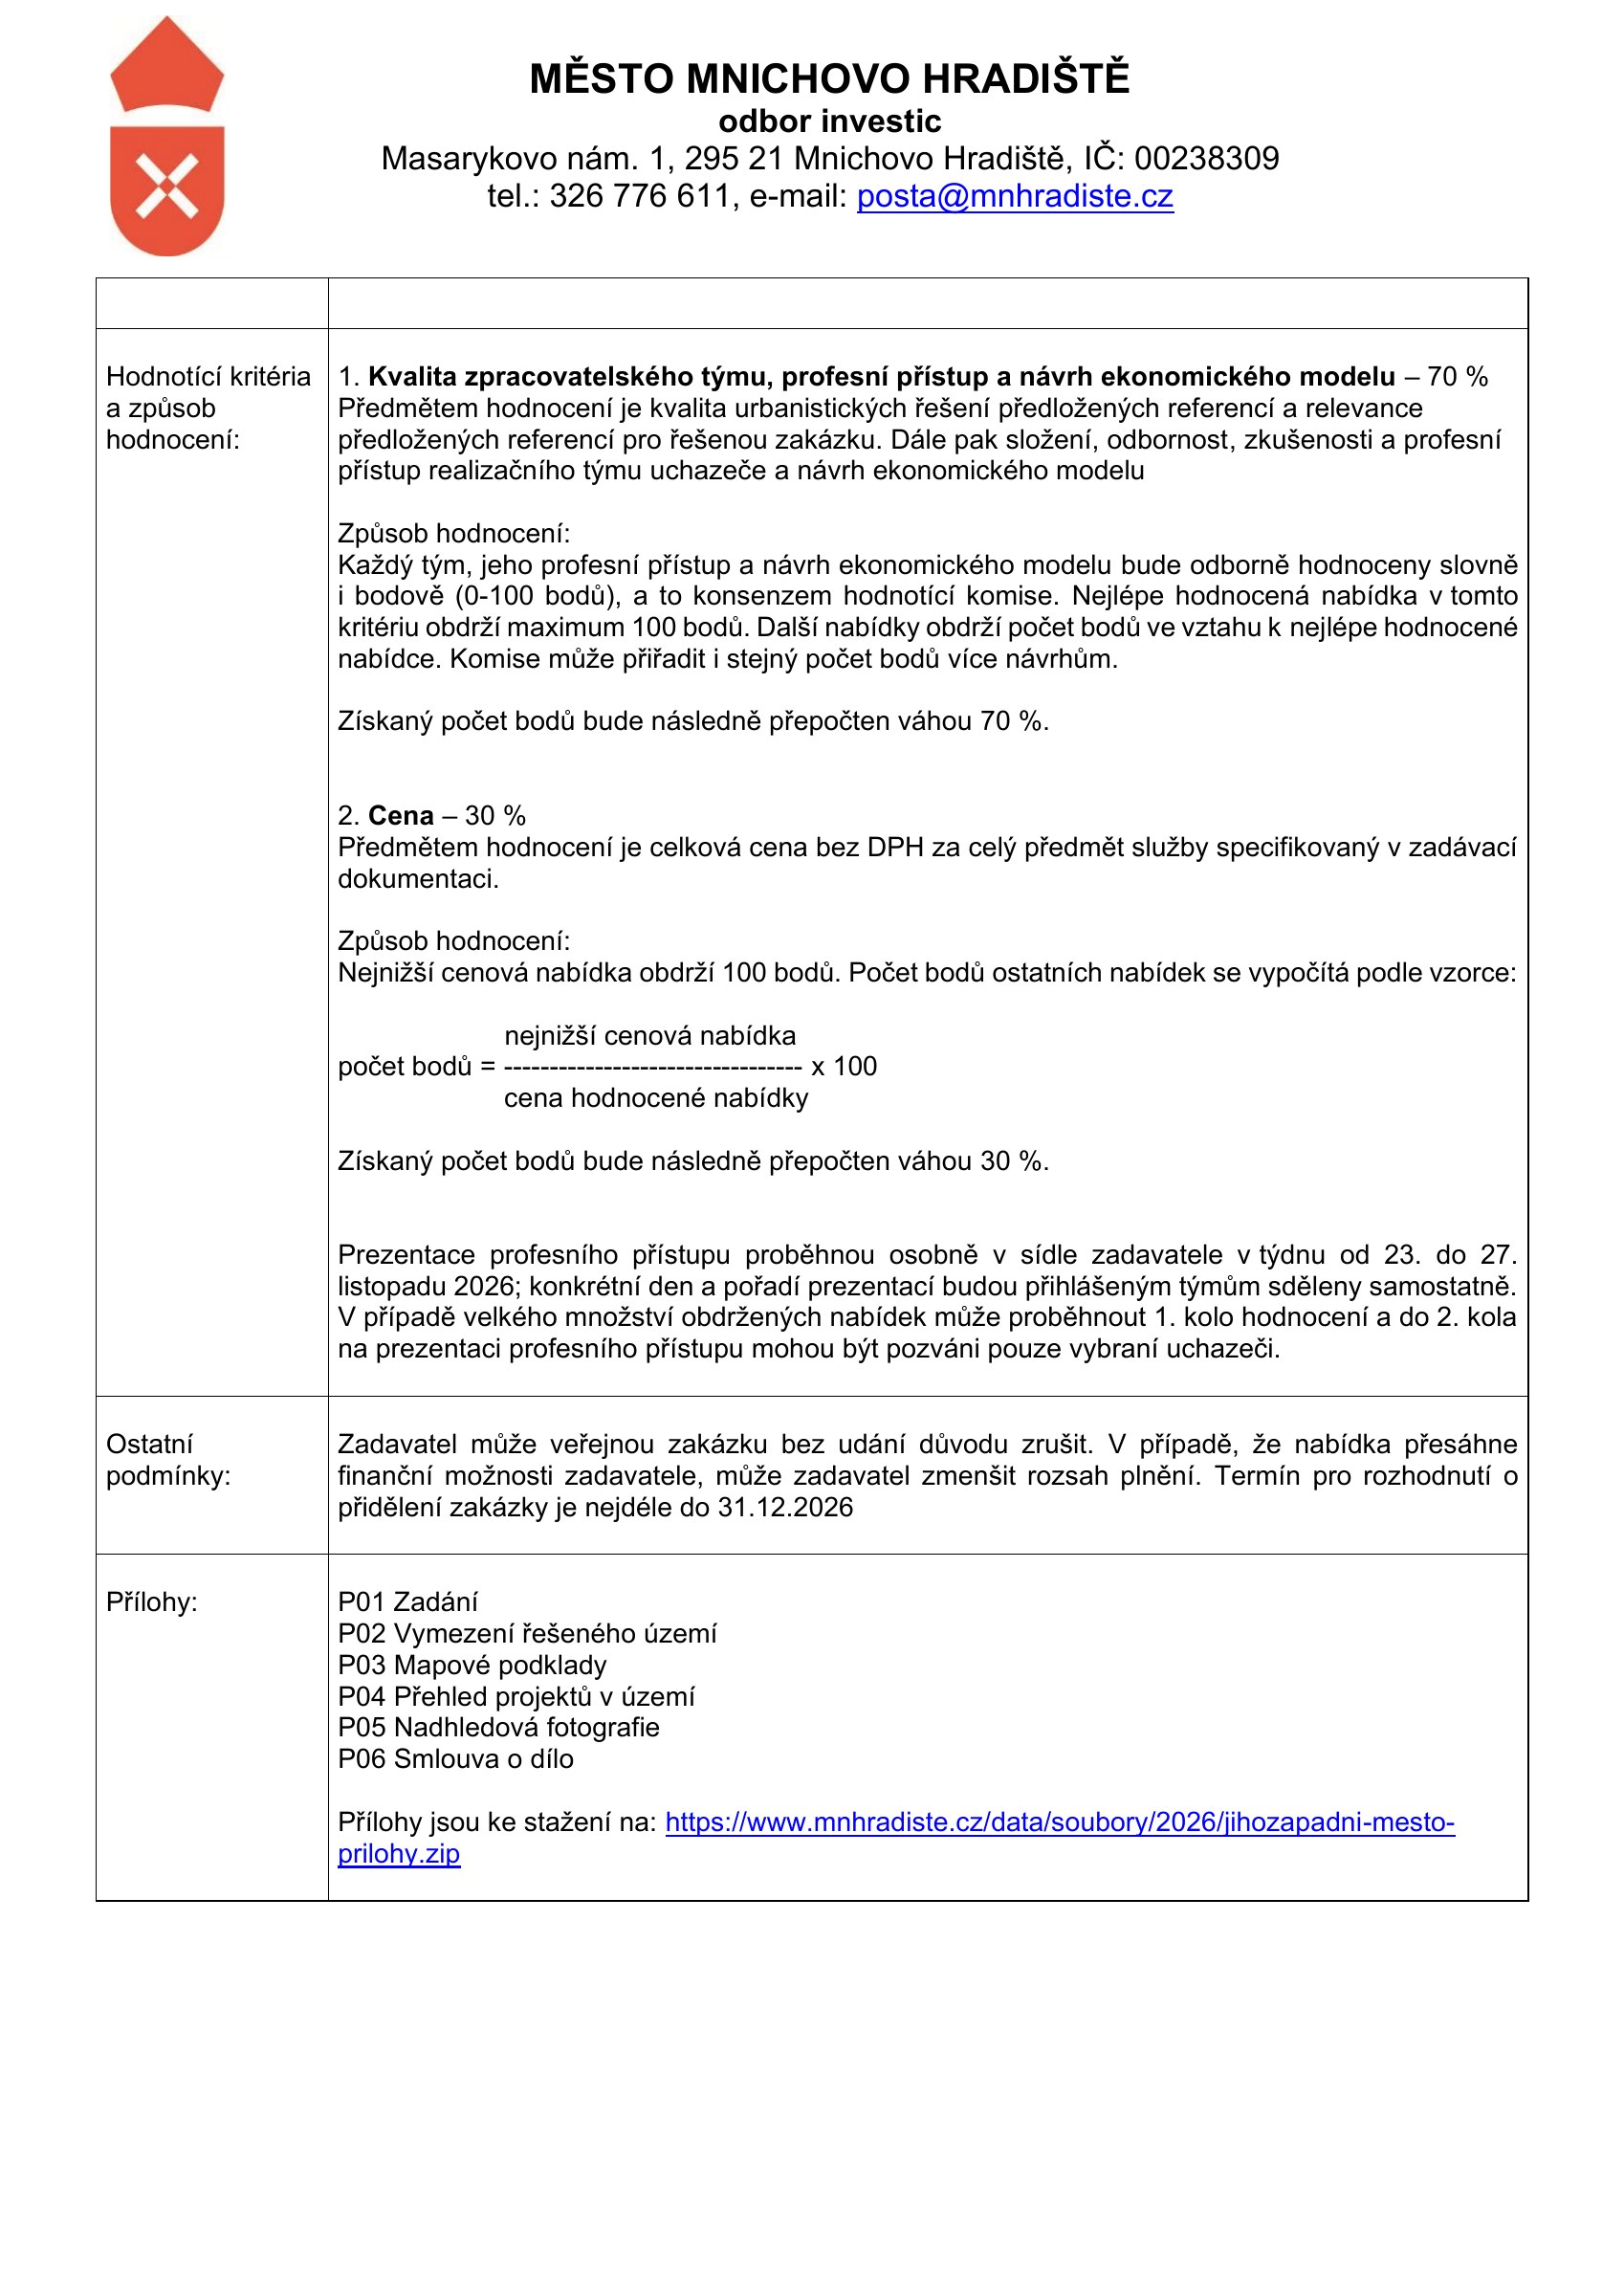 MĚSTO MNICHOVO HRADIŠTĚ
odbor investic
Masarykovo nám. 1, 295 21 Mnichovo Hradiště, IČ: 00238309
tel.: 326 776 611, e-mail: posta@mnhradiste.cz
Hodnotící kritéria
a způsob
hodnocení:
1. Kvalita zpracovatelského týmu, profesní přístup a návrh ekonomického modelu – 70 %
Předmětem hodnocení je kvalita urbanistických řešení předložených referencí a relevance
předložených referencí pro řešenou zakázku. Dále pak složení, odbornost, zkušenosti a profesní
přístup realizačního týmu uchazeče a návrh ekonomického modelu
Způsob hodnocení:
Každý tým, jeho profesní přístup a návrh ekonomického modelu bude odborně hodnoceny slovně
i bodově (0-100 bodů), a to konsenzem hodnotící komise. Nejlépe hodnocená nabídka v tomto
kritériu obdrží maximum 100 bodů. Další nabídky obdrží počet bodů ve vztahu k nejlépe hodnocené
nabídce. Komise může přiřadit i stejný počet bodů více návrhům.
Získaný počet bodů bude následně přepočten váhou 70 %.
2. Cena – 30 %
Předmětem hodnocení je celková cena bez DPH za celý předmět služby specifikovaný v zadávací
dokumentaci.
Způsob hodnocení:
Nejnižší cenová nabídka obdrží 100 bodů. Počet bodů ostatních nabídek se vypočítá podle vzorce:
nejnižší cenová nabídka
počet bodů = --------------------------------- x 100
cena hodnocené nabídky
Získaný počet bodů bude následně přepočten váhou 30 %.
Prezentace profesního přístupu proběhnou osobně v sídle zadavatele v týdnu od 23. do 27.
listopadu 2026; konkrétní den a pořadí prezentací budou přihlášeným týmům sděleny samostatně.
V případě velkého množství obdržených nabídek může proběhnout 1. kolo hodnocení a do 2. kola
na prezentaci profesního přístupu mohou být pozváni pouze vybraní uchazeči.
Ostatní
podmínky:
Zadavatel může veřejnou zakázku bez udání důvodu zrušit. V případě, že nabídka přesáhne
finanční možnosti zadavatele, může zadavatel zmenšit rozsah plnění. Termín pro rozhodnutí o
přidělení zakázky je nejdéle do 31.12.2026
Přílohy:
P01 Zadání
P02 Vymezení řešeného území
P03 Mapové podklady
P04 Přehled projektů v území
P05 Nadhledová fotografie
P06 Smlouva o dílo
Přílohy jsou ke stažení na: https://www.mnhradiste.cz/data/soubory/2026/jihozapadni-mesto-
prilohy.zip